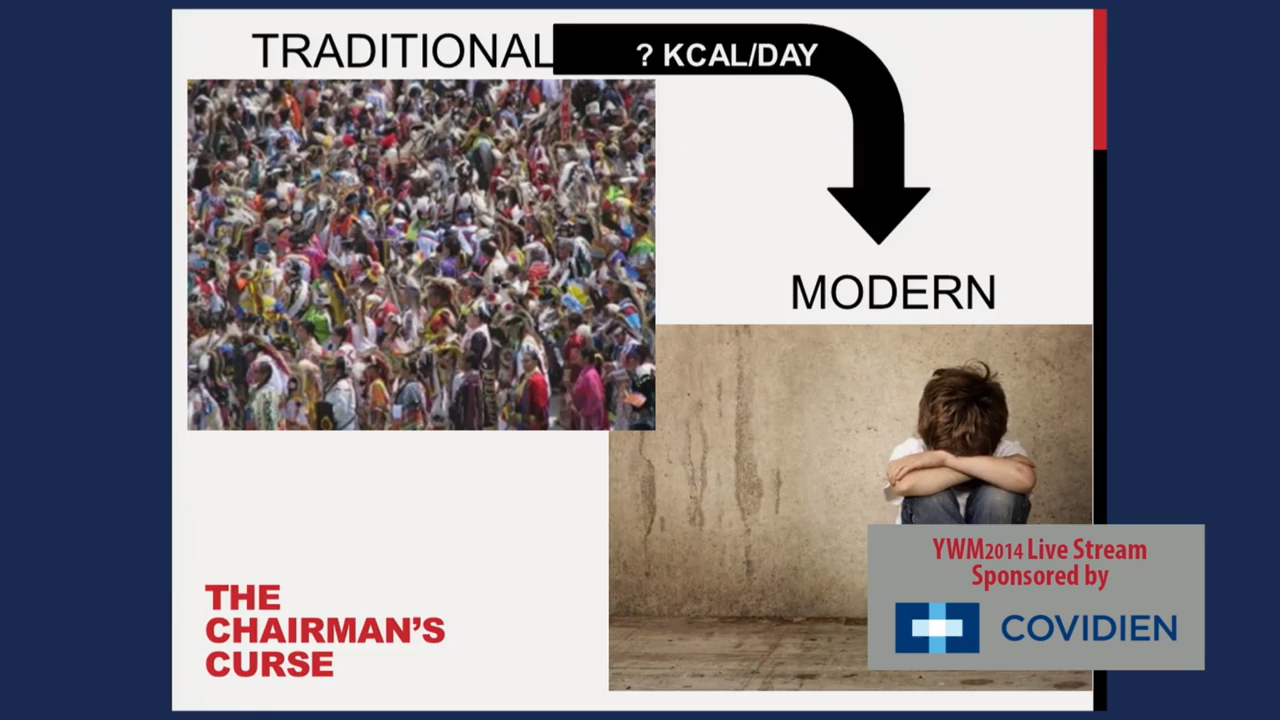 TRADITIONAL
? KCAL/DAY
MODERN
THE
CHAIRMAN'S
CURSE
YWM2014 Live Stream
Sponsored by
COVIDIEN